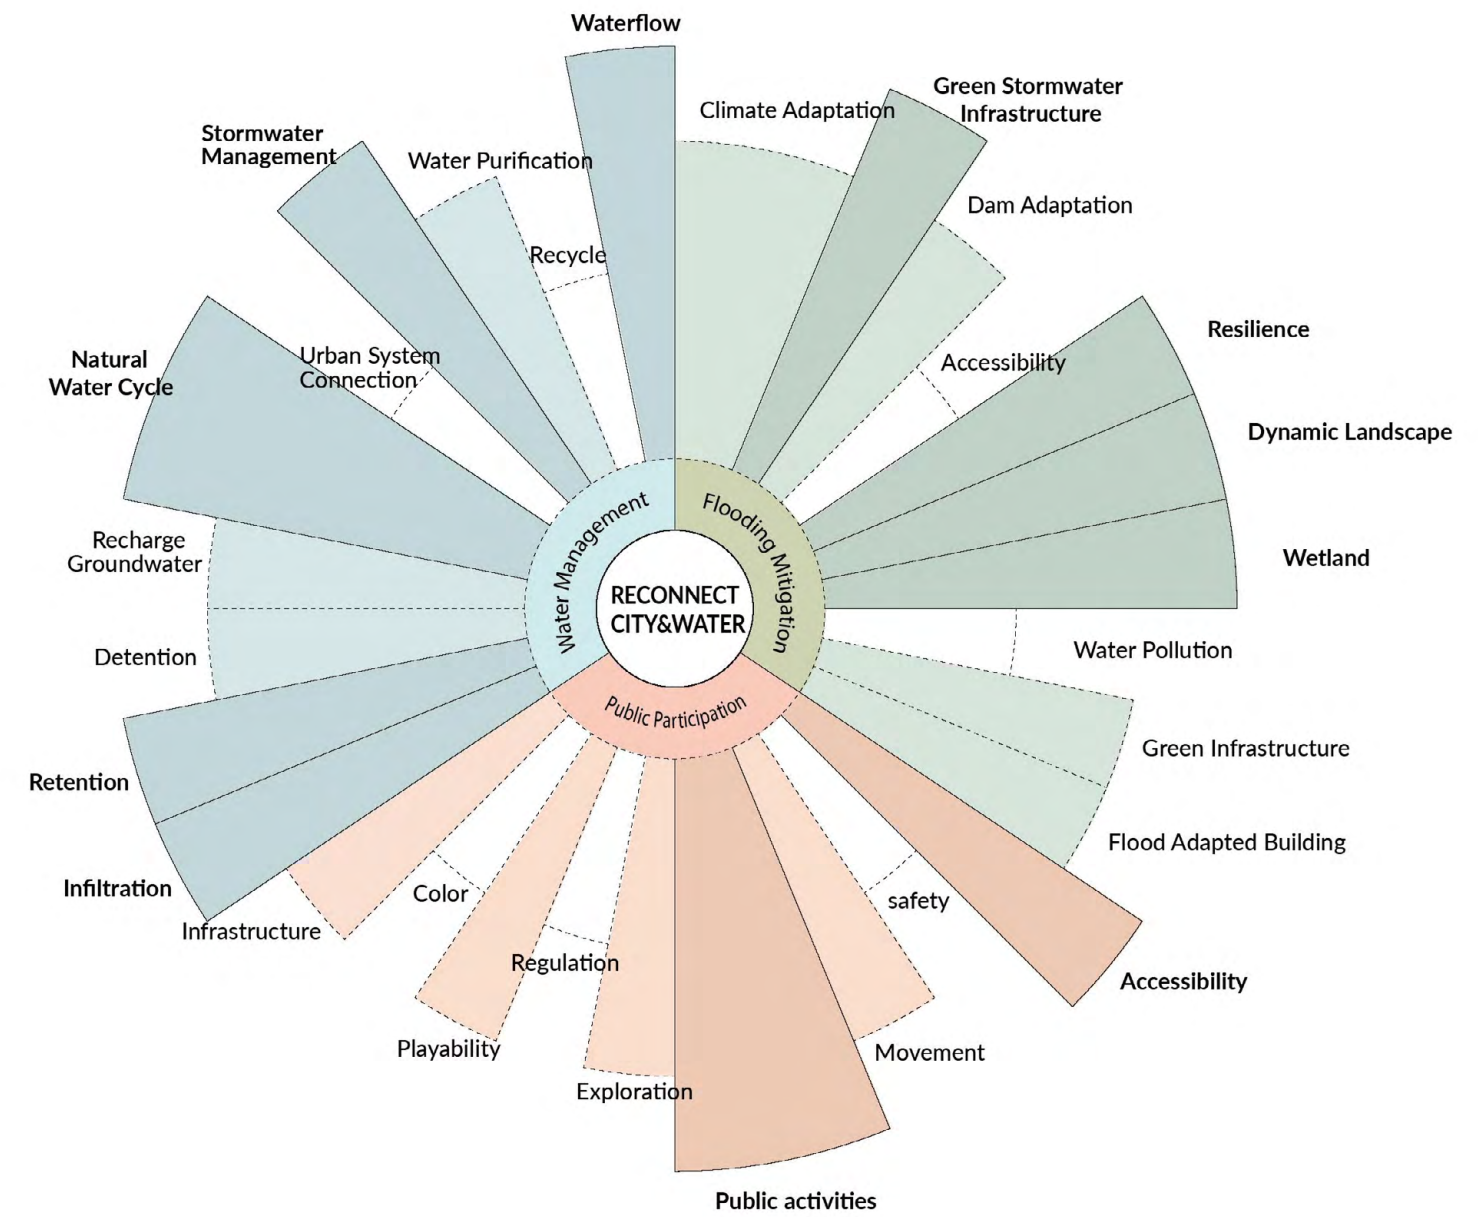 Waterflow
Green Stormwater
Infrastructure
Climate Adaptation
Stormwater
Management
Water Purification
Dam Adaptation
Recycle
Resilience
Natural
Water Cycle
Urban System
Connection
Accessibility
Dynamic Landscape
Recharge
Groundwater
Water Management
Flooding Mitigation
Wetland
RECONNECT
CITY&WATER
Detention
Water Pollution
Public Participation
Green Infrastructure
Retention
Flood Adapted Building
Infiltration
Color
safety
Infrastructure
Regulation
Accessibility
Playability
Movement
Exploration
Public activities